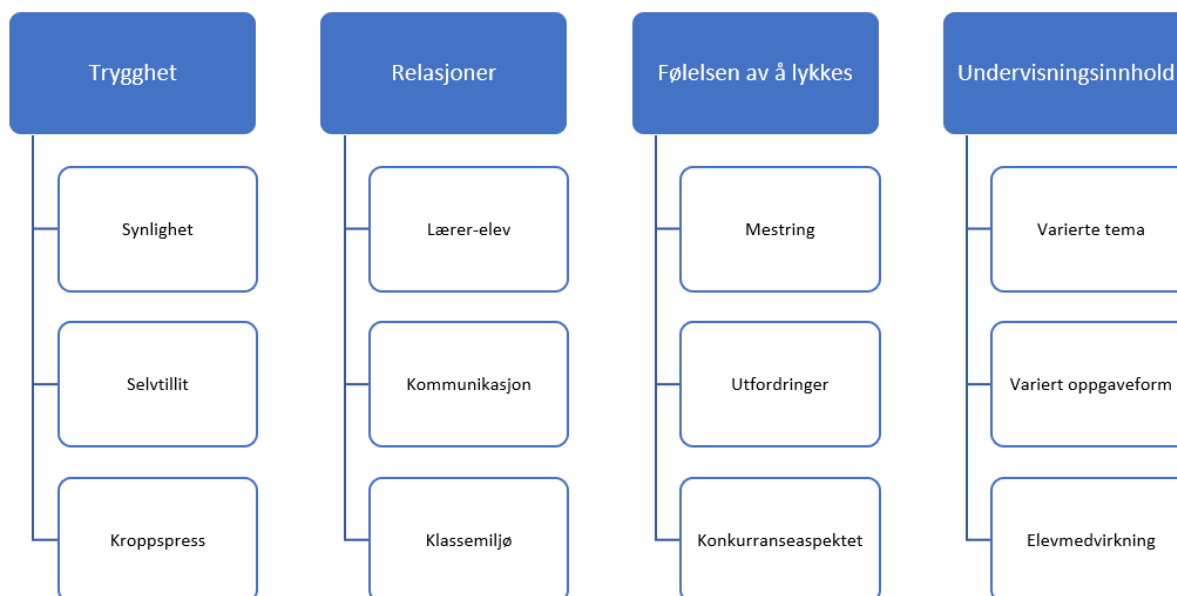 Trygghet
Synlighet
Selvtillit
Kroppspress
Relasjoner
Lærer-elev
Kommunikasjon
Klassemiljø
Følelsen av å lykkes
Mestring
Utfordringer
Konkurranseaspektet
Undervisningsinnhold
Varierte tema
Variert oppgaveform
Elevmedvirkning